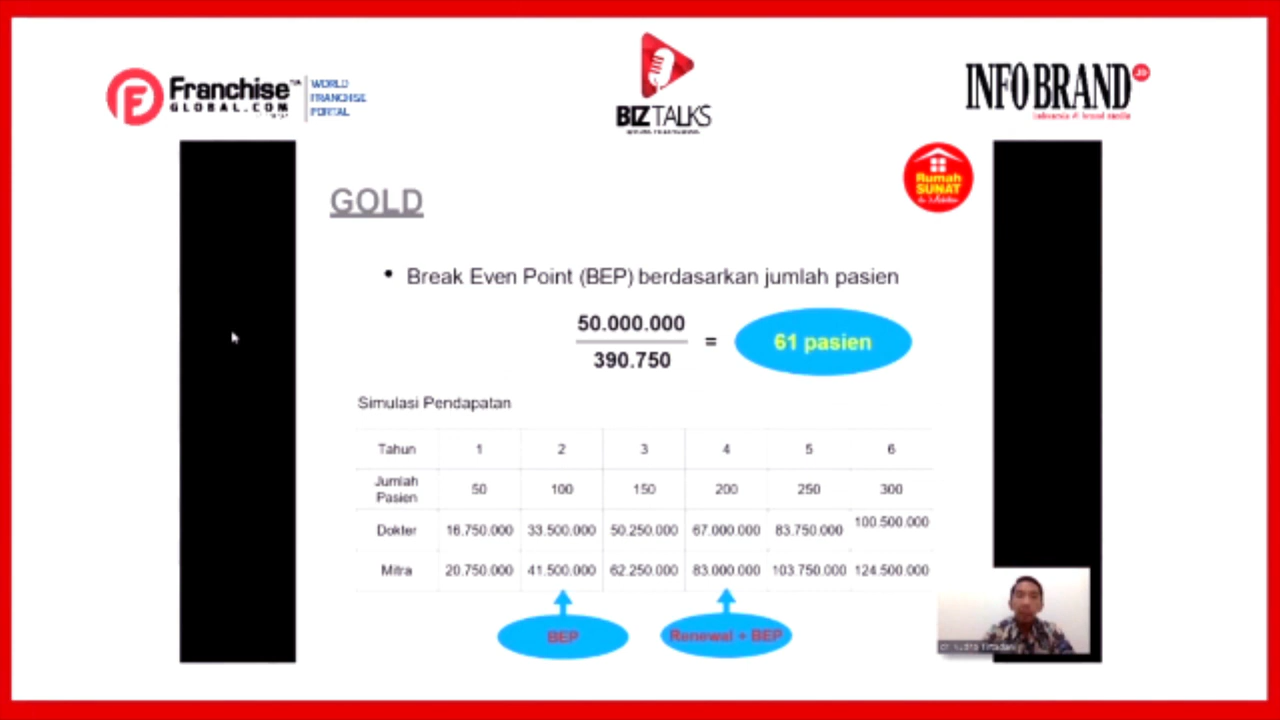 Franchise
GLOBAL.COM
WORLD
FRANCHISE
PORTAL
BIZTALKS
INFOBRAND
.ID
Rumah
SUNAT
GOLD
• Break Even Point (BEP) berdasarkan jumlah pasien
50.000.000
390.750
=
61 pasien
Simulasi Pendapatan
Tahun 1 2 3 4 5 6
Jumlah
Pasien 50 100 150 200 250 300
Dokter 16.750.000 33.500.000 50.250.000 67.000.000 83.750.000 100.500.000
Mitra 20.750.000 41.500.000 62.250.000 83.000.000 103.750.000 124.500.000
BEP
Renewal + BEP